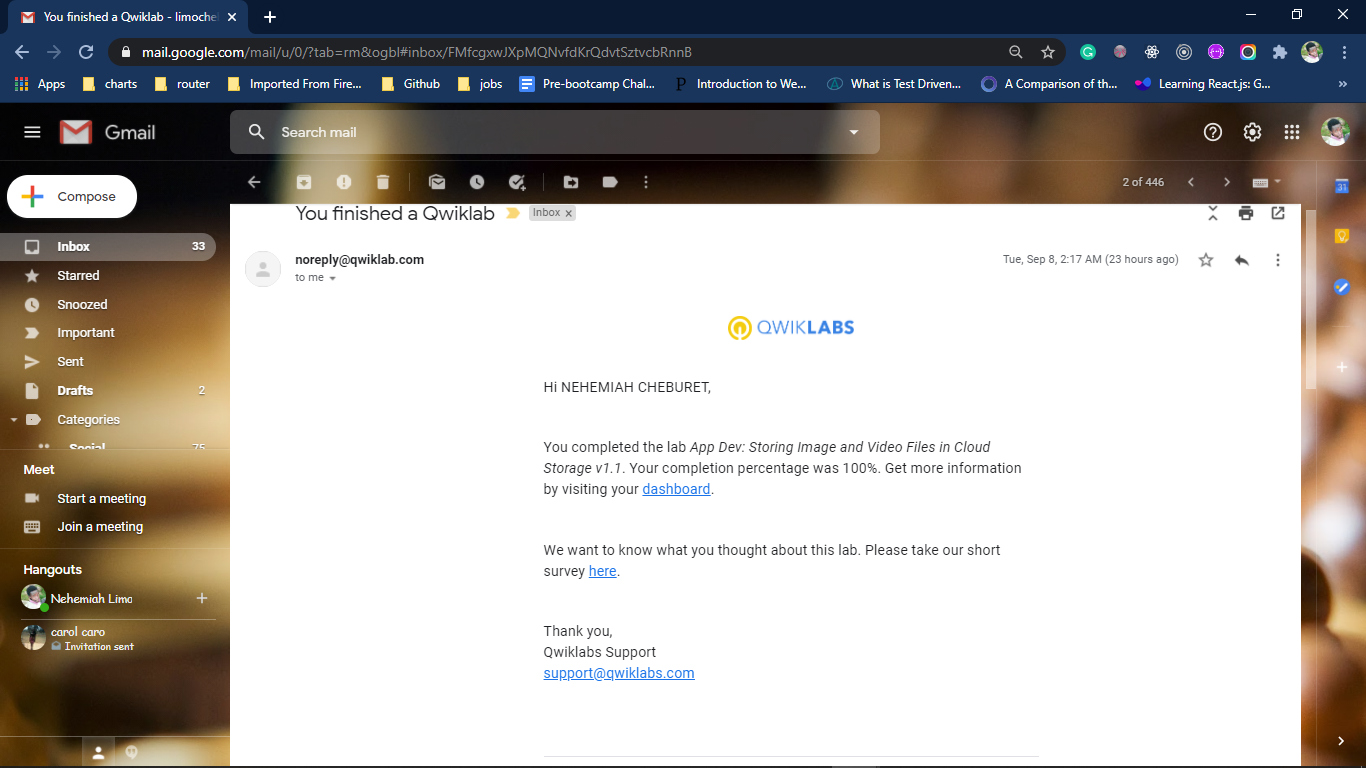 You finished a Qwiklab - limochel
mail.google.com/mail/u/0/?tab=rm&ogbl#inbox/FMfcgxwJXpMQNvfdKrQdvtSztvcbRnnB
Apps charts router Imported From Fire... Github jobs Pre-bootcamp Chal... Introduction to We... What is Test Driven... A Comparison of th... Learning React.js: G... »
Gmail Search mail
Compose 2 of 446
You finished a Qwiklab Inbox x
Inbox 33
noreply@qwiklab.com Tue, Sep 8, 2:17 AM (23 hours ago)
to me
Starred
Snoozed
Important
Sent
Drafts 2
Categories
Social 75
Meet
Start a meeting
Join a meeting
Hangouts
Nehemiah Limo
carol caro
Invitation sent
QWIKLABS
Hi NEHEMIAH CHEBURET,
You completed the lab App Dev: Storing Image and Video Files in Cloud
Storage v1.1. Your completion percentage was 100%. Get more information
by visiting your dashboard.
We want to know what you thought about this lab. Please take our short
survey here.
Thank you,
Qwiklabs Support
support@qwiklabs.com
31